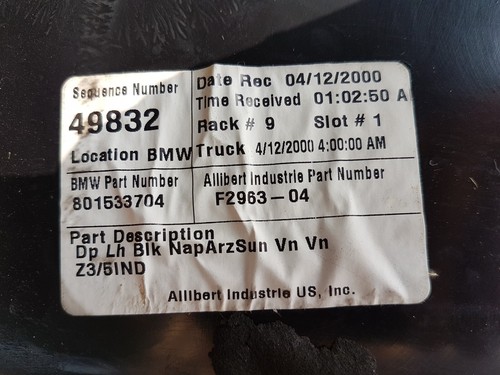 Sequence Number
49832
Location BMW
Date Rec 04/12/2000
Time Received 01:02:50 A
Rack # 9 Slot # 1
Truck 4/12/2000 4:00:00 AM
BMW Part Number
801533704
Allibert Industrie Part Number
F2963-04
Part Description
Dp Lh Blk NapArzSun Vn Vn
Z3/5IND
Allibert Industrie US, Inc.